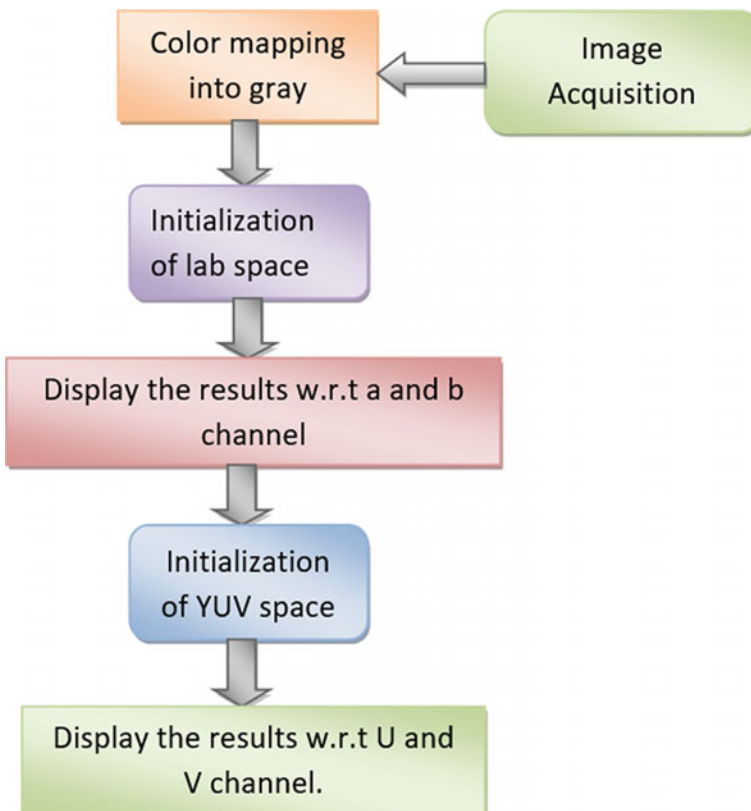 Image
Acquisition
Color mapping
into gray
Initialization
of lab space
Display the results w.r.t a and b
channel
Initialization
of YUV space
Display the results w.r.t U and
V channel.